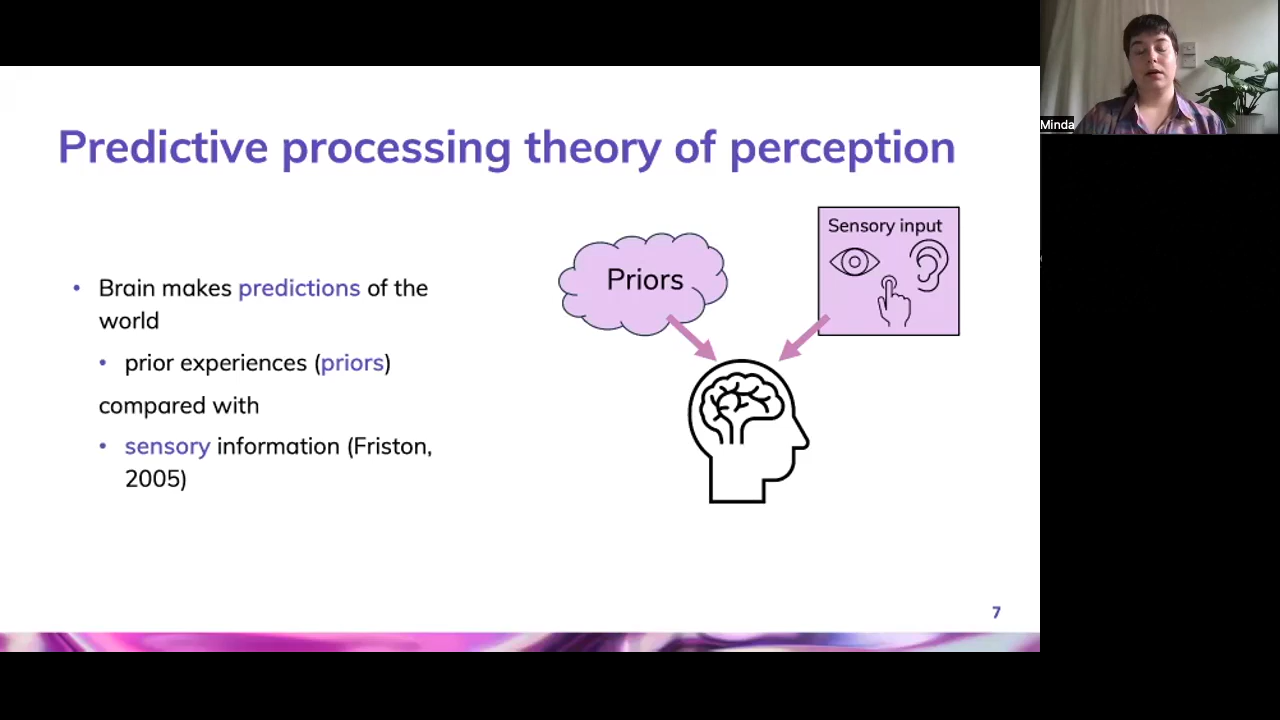 Predictive processing theory of perception
• Brain makes predictions of the
world
• prior experiences (priors)
compared with
• sensory information (Friston,
2005)
Priors
Sensory input
7
Minda